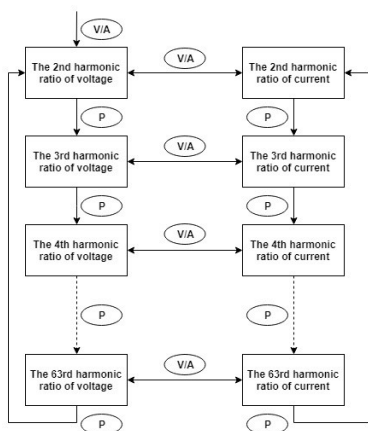 V/A
The 2nd harmonic
ratio of voltage
V/A
The 2nd harmonic
ratio of current
P
P
The 3rd harmonic
ratio of voltage
V/A
The 3rd harmonic
ratio of current
P
P
The 4th harmonic
ratio of voltage
V/A
The 4th harmonic
ratio of current
P
P
The 63rd harmonic
ratio of voltage
V/A
The 63rd harmonic
ratio of current
P
P